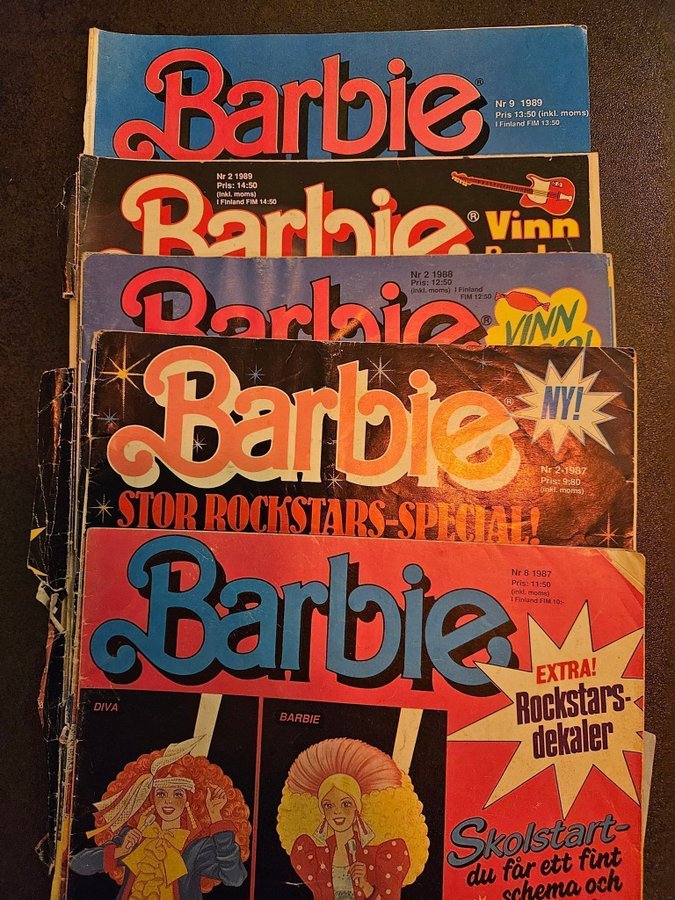 Barbie®
Nr 9 1989
Pris 13:50 (inkl. moms)
I Finland FIM 13:50
Nr 2 1989
Pris: 14:50
(inkl. moms)
I Finland FIM 14:50
Barbie®
Vinn
Nr 2 1988
Pris: 12:50
(inkl. moms) I Finland
FIM 12:50
Barbie®
VINN
Barbie®
NY!
Nr 2-1987
Pris: 9:80
(inkl. moms)
STOR ROCKSTARS-SPECIAL!
Barbie
Nr 8 1987
Pris: 11:50
(inkl. moms)
I Finland FIM 10:-
EXTRA!
Rockstars-
dekaler
DIVA
BARBIE
Skolstart-
du får ett fint
schema och